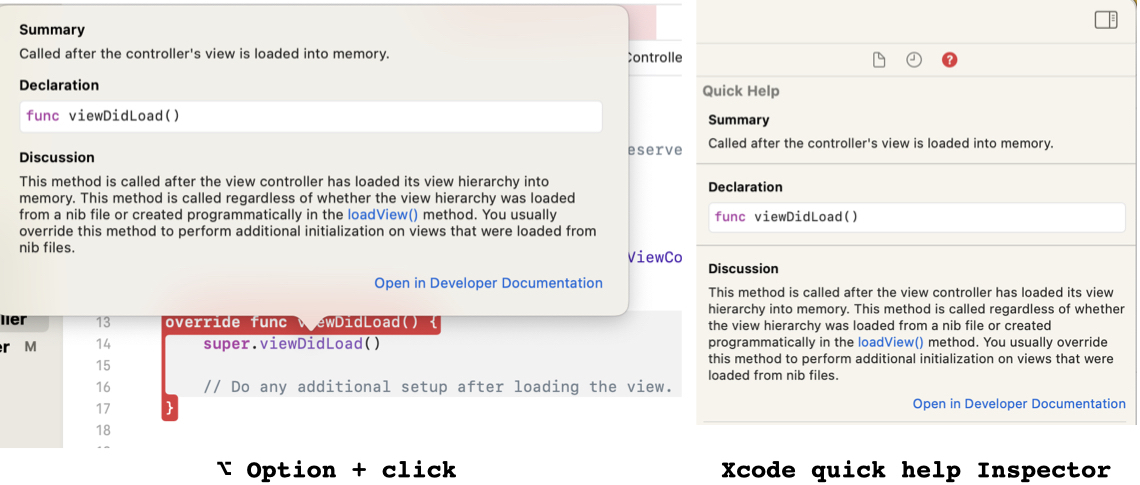 Summary
Called after the controller's view is loaded into memory.
Declaration
func viewDidLoad()
Discussion
This method is called after the view controller has loaded its view hierarchy into
memory. This method is called regardless of whether the view hierarchy was loaded
from a nib file or created programmatically in the loadView() method. You usually
override this method to perform additional initialization on views that were loaded from
nib files.
Open in Developer Documentation
M
13 override func viewDidLoad() {
14 super.viewDidLoad()
15
16 // Do any additional setup after loading the view.
17 }
18
⌥ Option + click
?
Quick Help
Summary
Called after the controller's view is loaded into memory.
Declaration
func viewDidLoad()
Discussion
This method is called after the view controller has loaded its view
hierarchy into memory. This method is called regardless of whether
the view hierarchy was loaded from a nib file or created
programmatically in the loadView() method. You usually override
this method to perform additional initialization on views that were
loaded from nib files.
Open in Developer Documentation
Xcode quick help Inspector